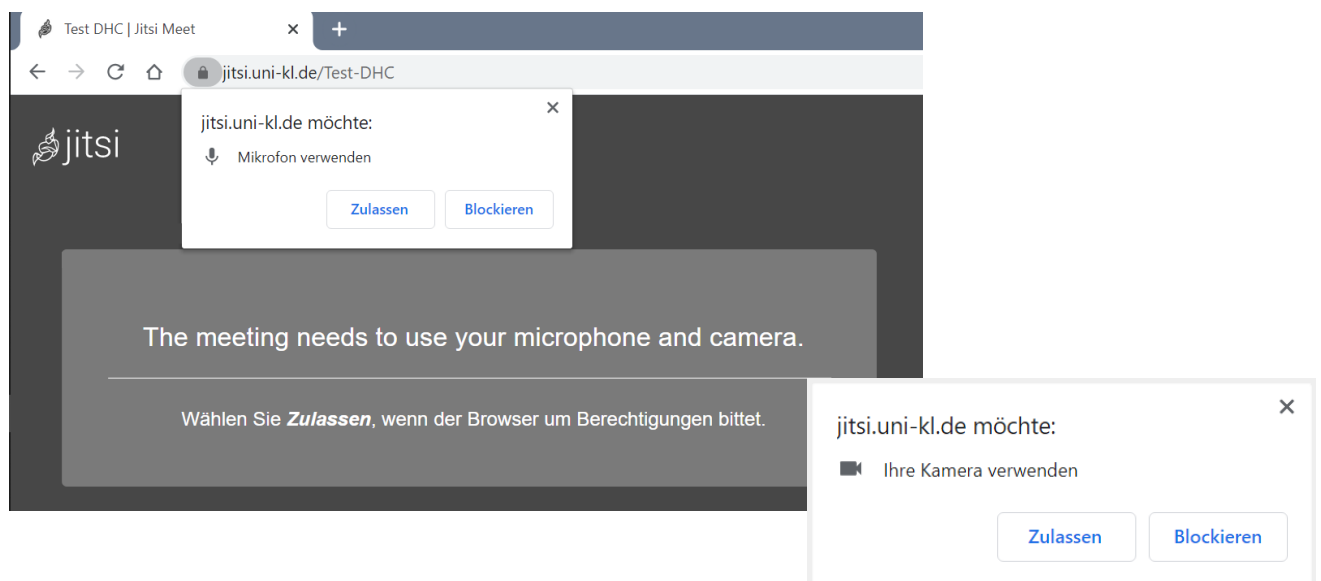 Test DHC | Jitsi Meet
jitsi.uni-kl.de/Test-DHC
jitsi
jitsi.uni-kl.de möchte:
Mikrofon verwenden
Zulassen Blockieren
The meeting needs to use your microphone and camera.
Wählen Sie Zulassen, wenn der Browser um Berechtigungen bittet.
jitsi.uni-kl.de möchte:
Ihre Kamera verwenden
Zulassen Blockieren